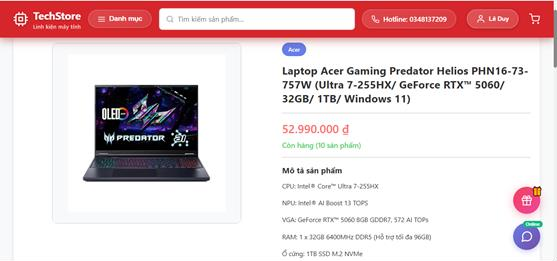 TechStore
Linh kiện máy tính
Danh mục
Tìm kiếm sản phẩm...
Hotline: 0348137209
Lê Duy
OLED
PREDATOR
Acer
Laptop Acer Gaming Predator Helios PHN16-73-
757W (Ultra 7-255HX/ GeForce RTX™ 5060/
32GB/ 1TB/ Windows 11)
52.990.000 ₫
Còn hàng (10 sản phẩm)
Mô tả sản phẩm
CPU: Intel® Core™ Ultra 7-255HX
NPU: Intel® AI Boost 13 TOPS
VGA: GeForce RTX™ 5060 8GB GDDR7, 572 AI TOPs
RAM: 1 x 32GB 6400MHz DDR5 (Hỗ trợ tối đa 96GB)
Ổ cứng: 1TB SSD M.2 NVMe
Online